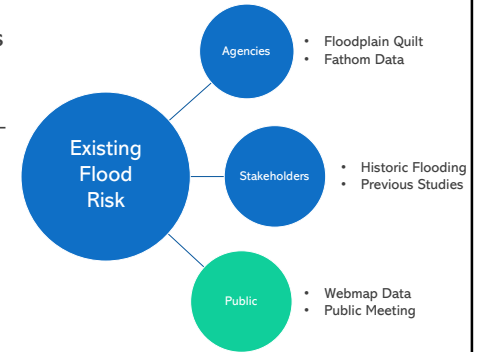 Agencies
• Floodplain Quilt
• Fathom Data
Existing
Flood
Risk
Stakeholders
• Historic Flooding
• Previous Studies
Public
• Webmap Data
• Public Meeting